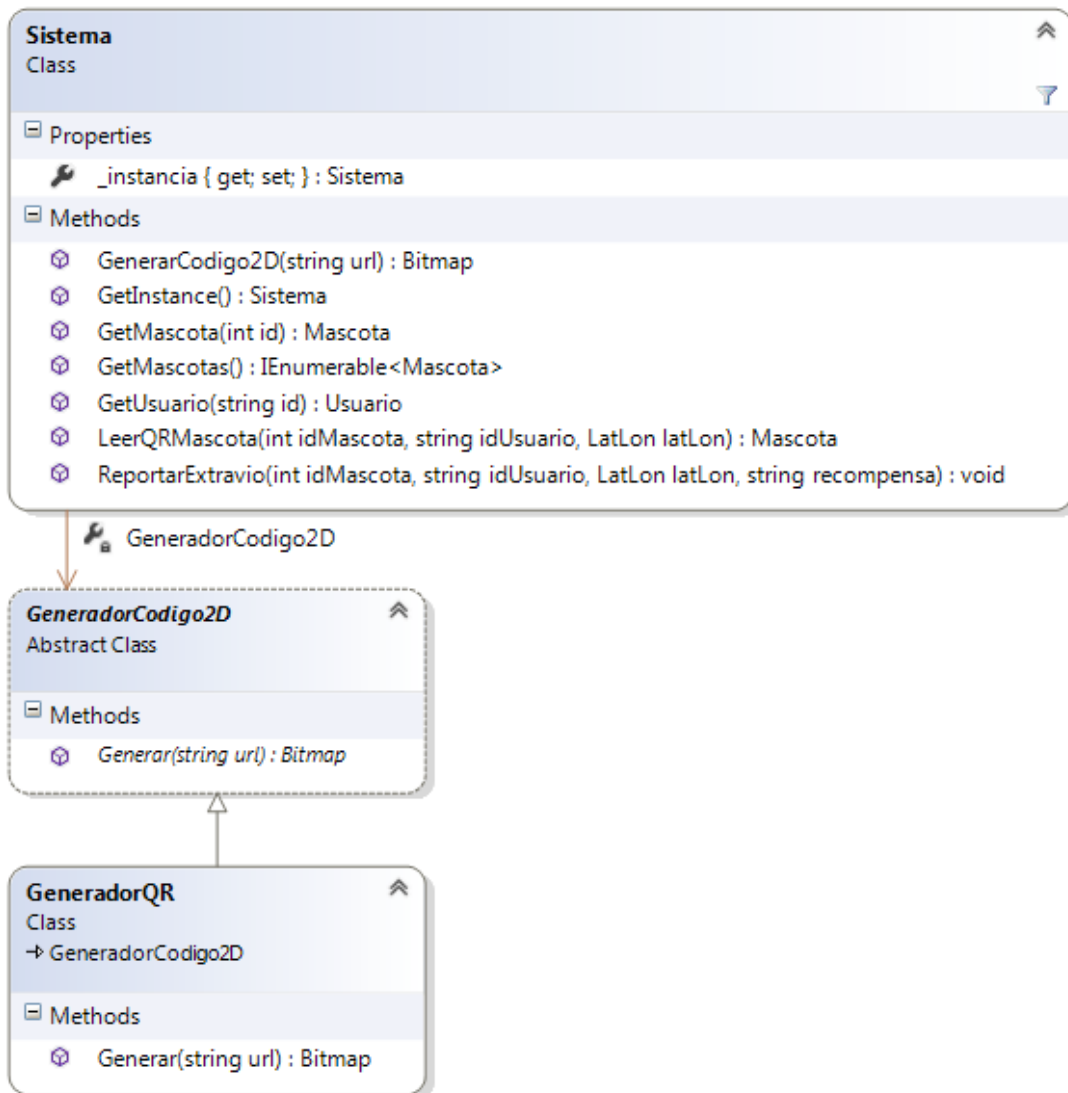 Sistema
Class
Properties
_instancia { get; set; } : Sistema
Methods
GenerarCodigo2D(string url) : Bitmap
GetInstance() : Sistema
GetMascota(int id) : Mascota
GetMascotas() : IEnumerable<Mascota>
GetUsuario(string id) : Usuario
LeerQRMascota(int idMascota, string idUsuario, LatLon latLon) : Mascota
ReportarExtravio(int idMascota, string idUsuario, LatLon latLon, string recompensa) : void
GeneradorCodigo2D
GeneradorCodigo2D
Abstract Class
Methods
Generar(string url) : Bitmap
GeneradorQR
Class
GeneradorCodigo2D
Methods
Generar(string url) : Bitmap